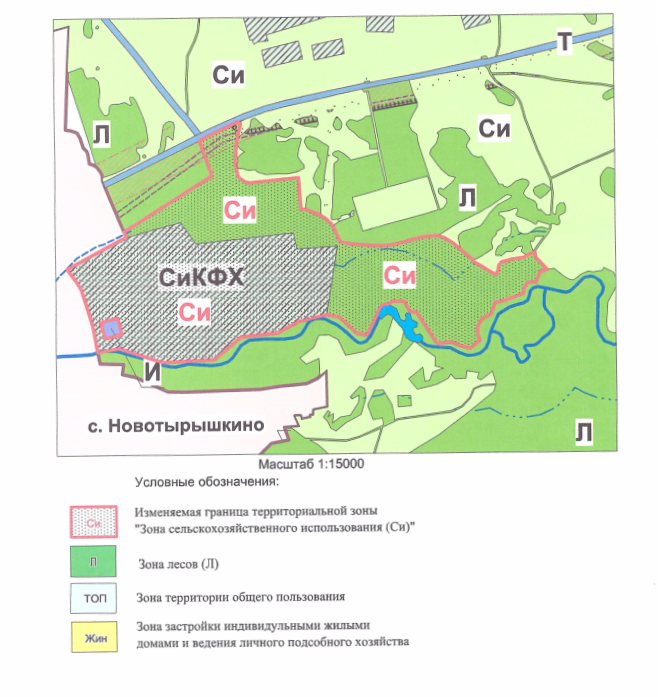 Т
Си
Си
Л
Л
Си
Си
СиКФХ
Си
И
с. Новотырышкино
Л
Масштаб 1:15000
Условные обозначения:
Си
Изменяемая граница территориальной зоны
"Зона сельскохозяйственного использования (Си)"
Л
Зона лесов (Л)
ТОП
Зона территории общего пользования
Жин
Зона застройки индивидульными жилыми
домами и ведения личного подсобного хозяйства